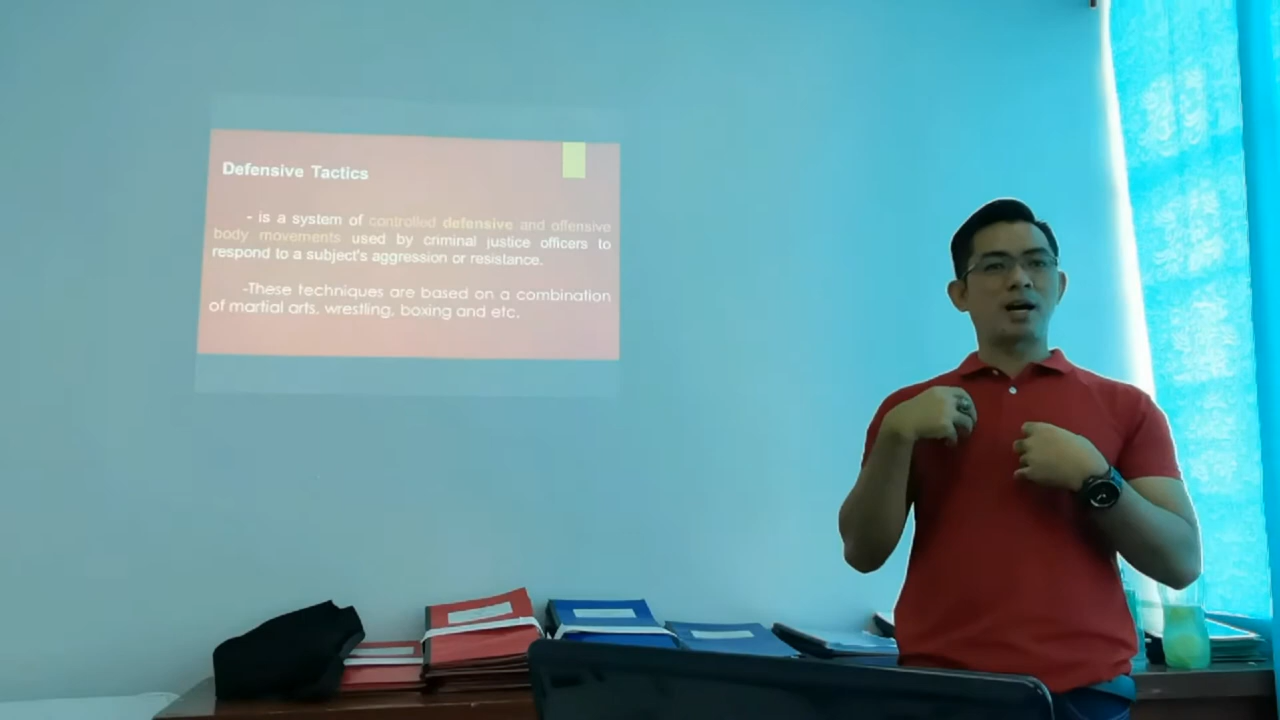 Defensive Tactics
- is a system of controlled defensive and offensive
body movements used by criminal justice officers to
respond to a subject's aggression or resistance.
-These techniques are based on a combination
of martial arts, wrestling, boxing and etc.